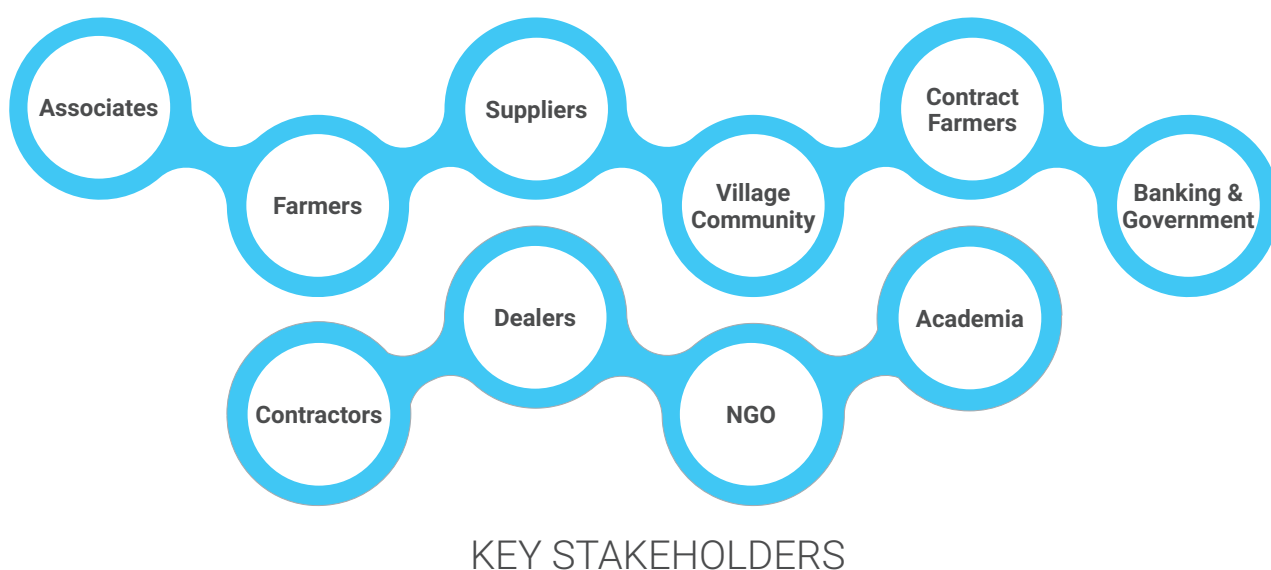 Associates
Farmers
Suppliers
Village
Community
Contract
Farmers
Banking &
Government
Contractors
Dealers
NGO
Academia
KEY STAKEHOLDERS